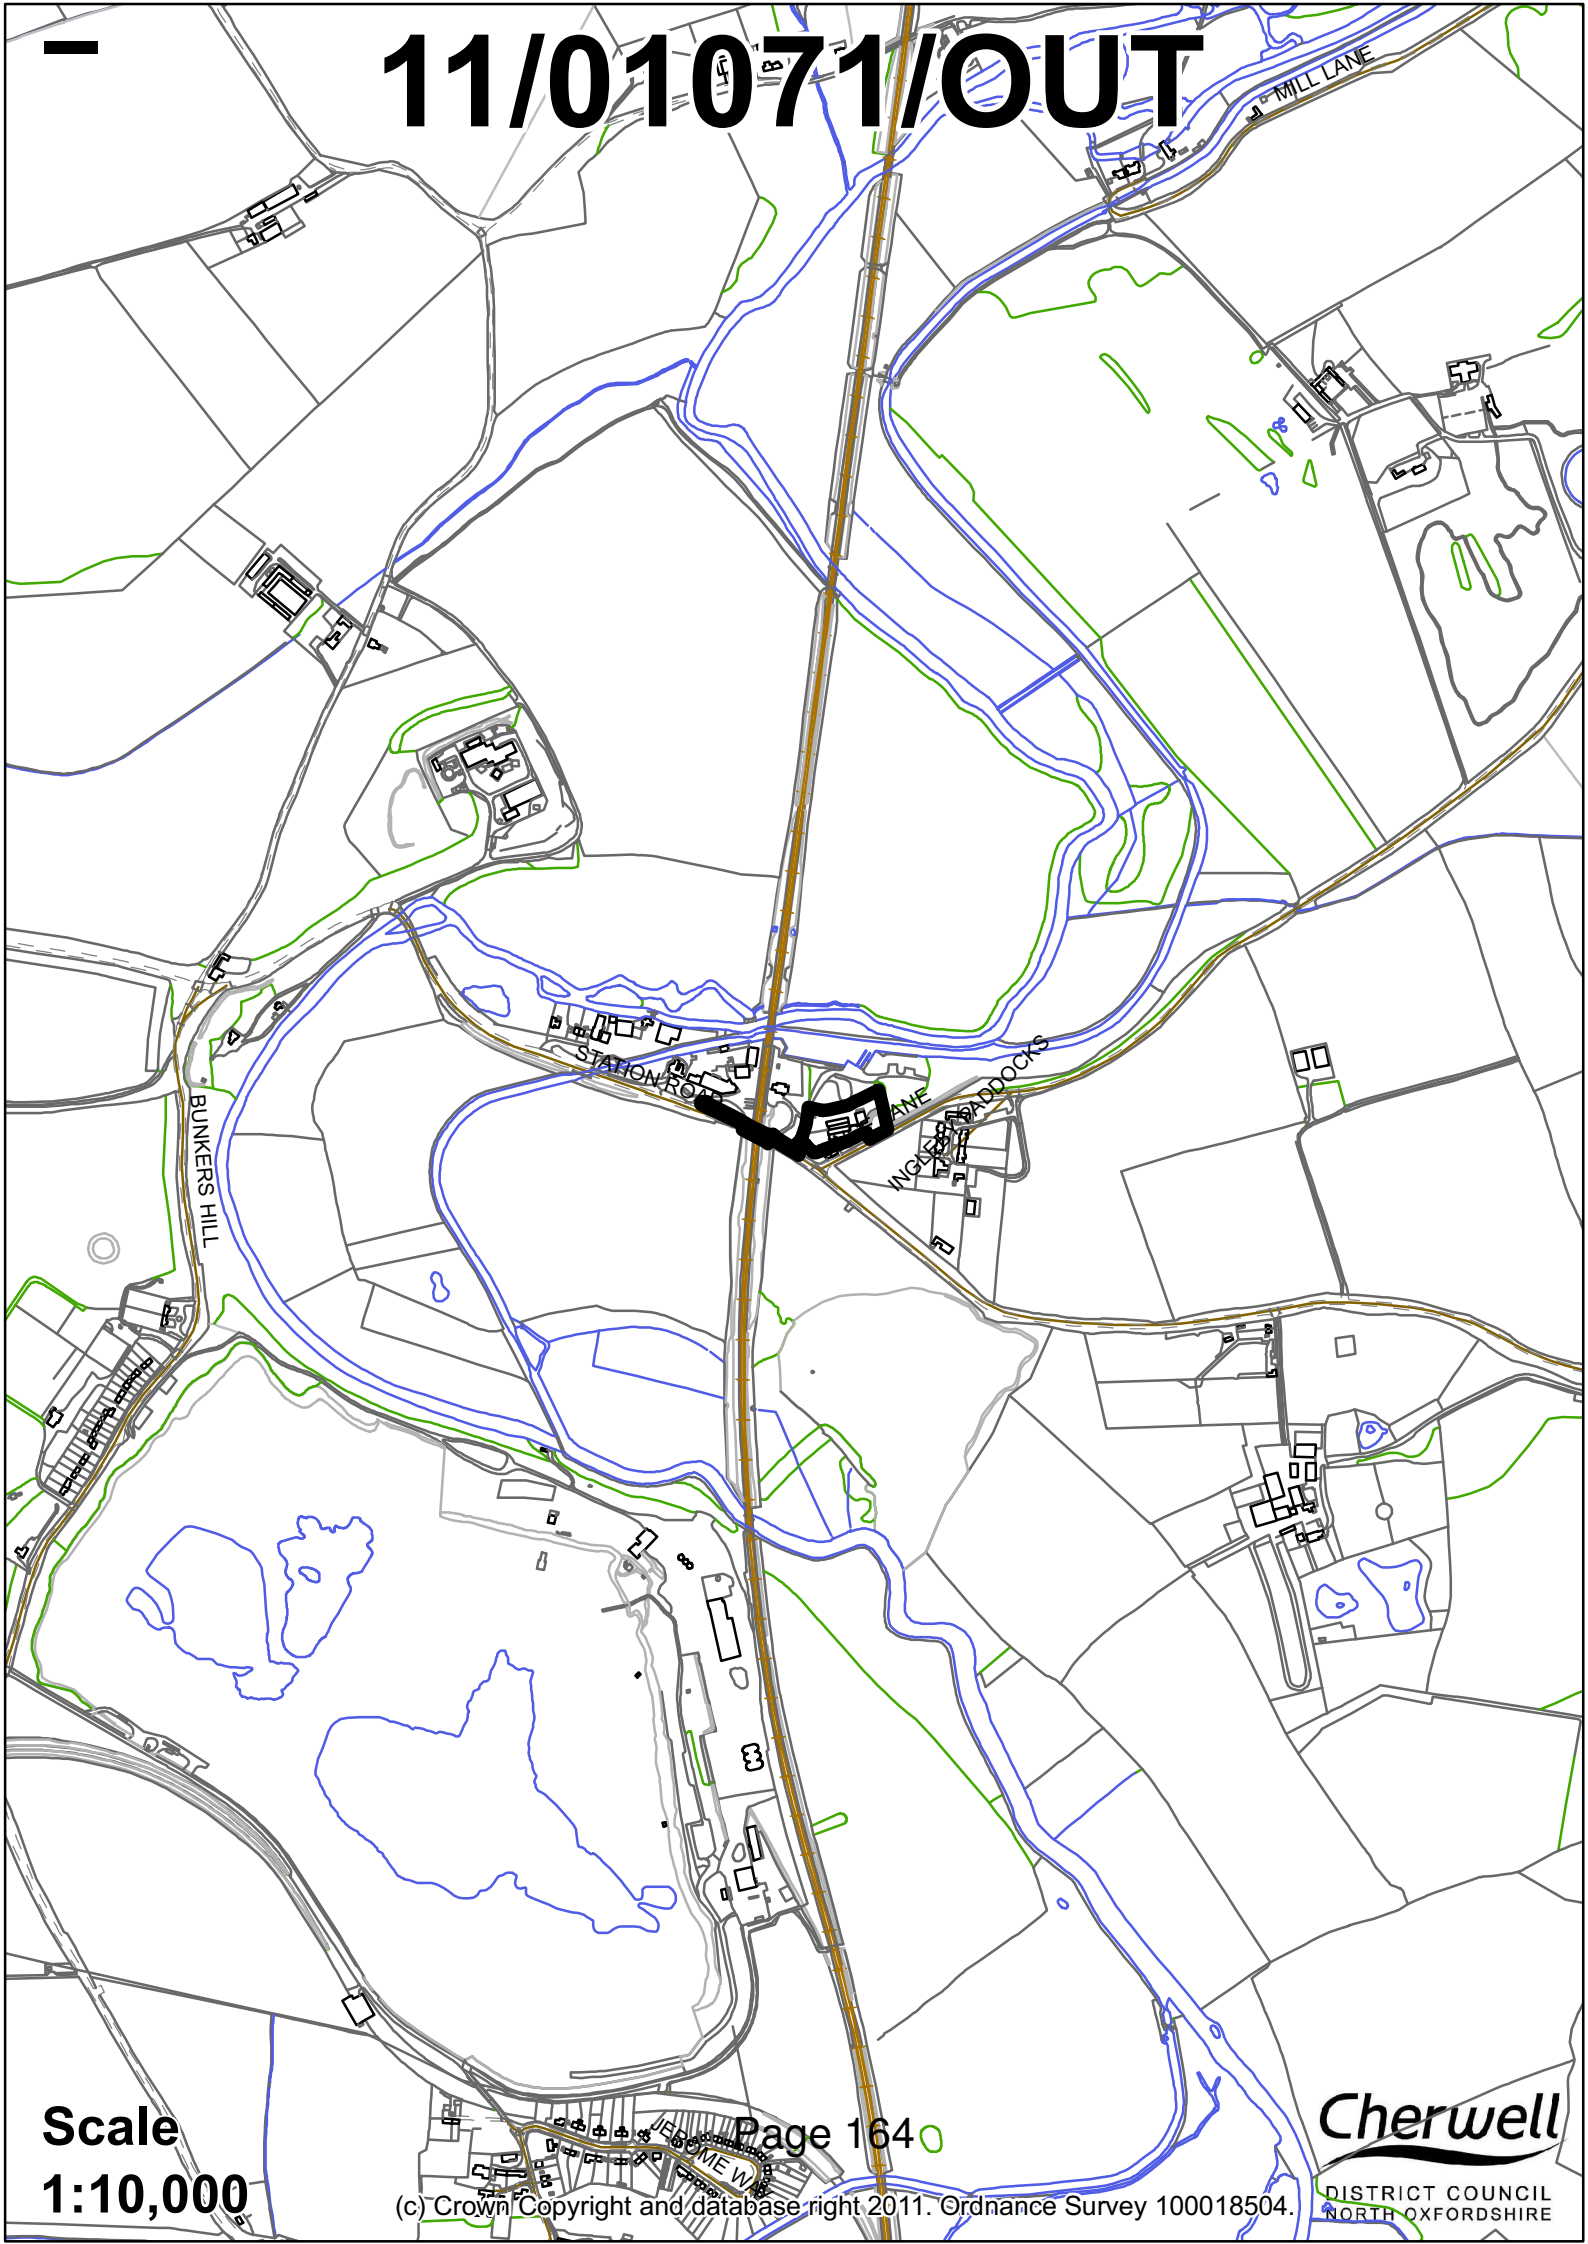 11/01071/OUT
MILL LANE
STATION ROAD
LANE
INGLEBY PADDOCKS
BUNKERS HILL
JEROME WAY
Page 164
Scale
1:10,000
(c) Crown Copyright and database right 2011. Ordnance Survey 100018504.
Cherwell
DISTRICT COUNCIL
NORTH OXFORDSHIRE